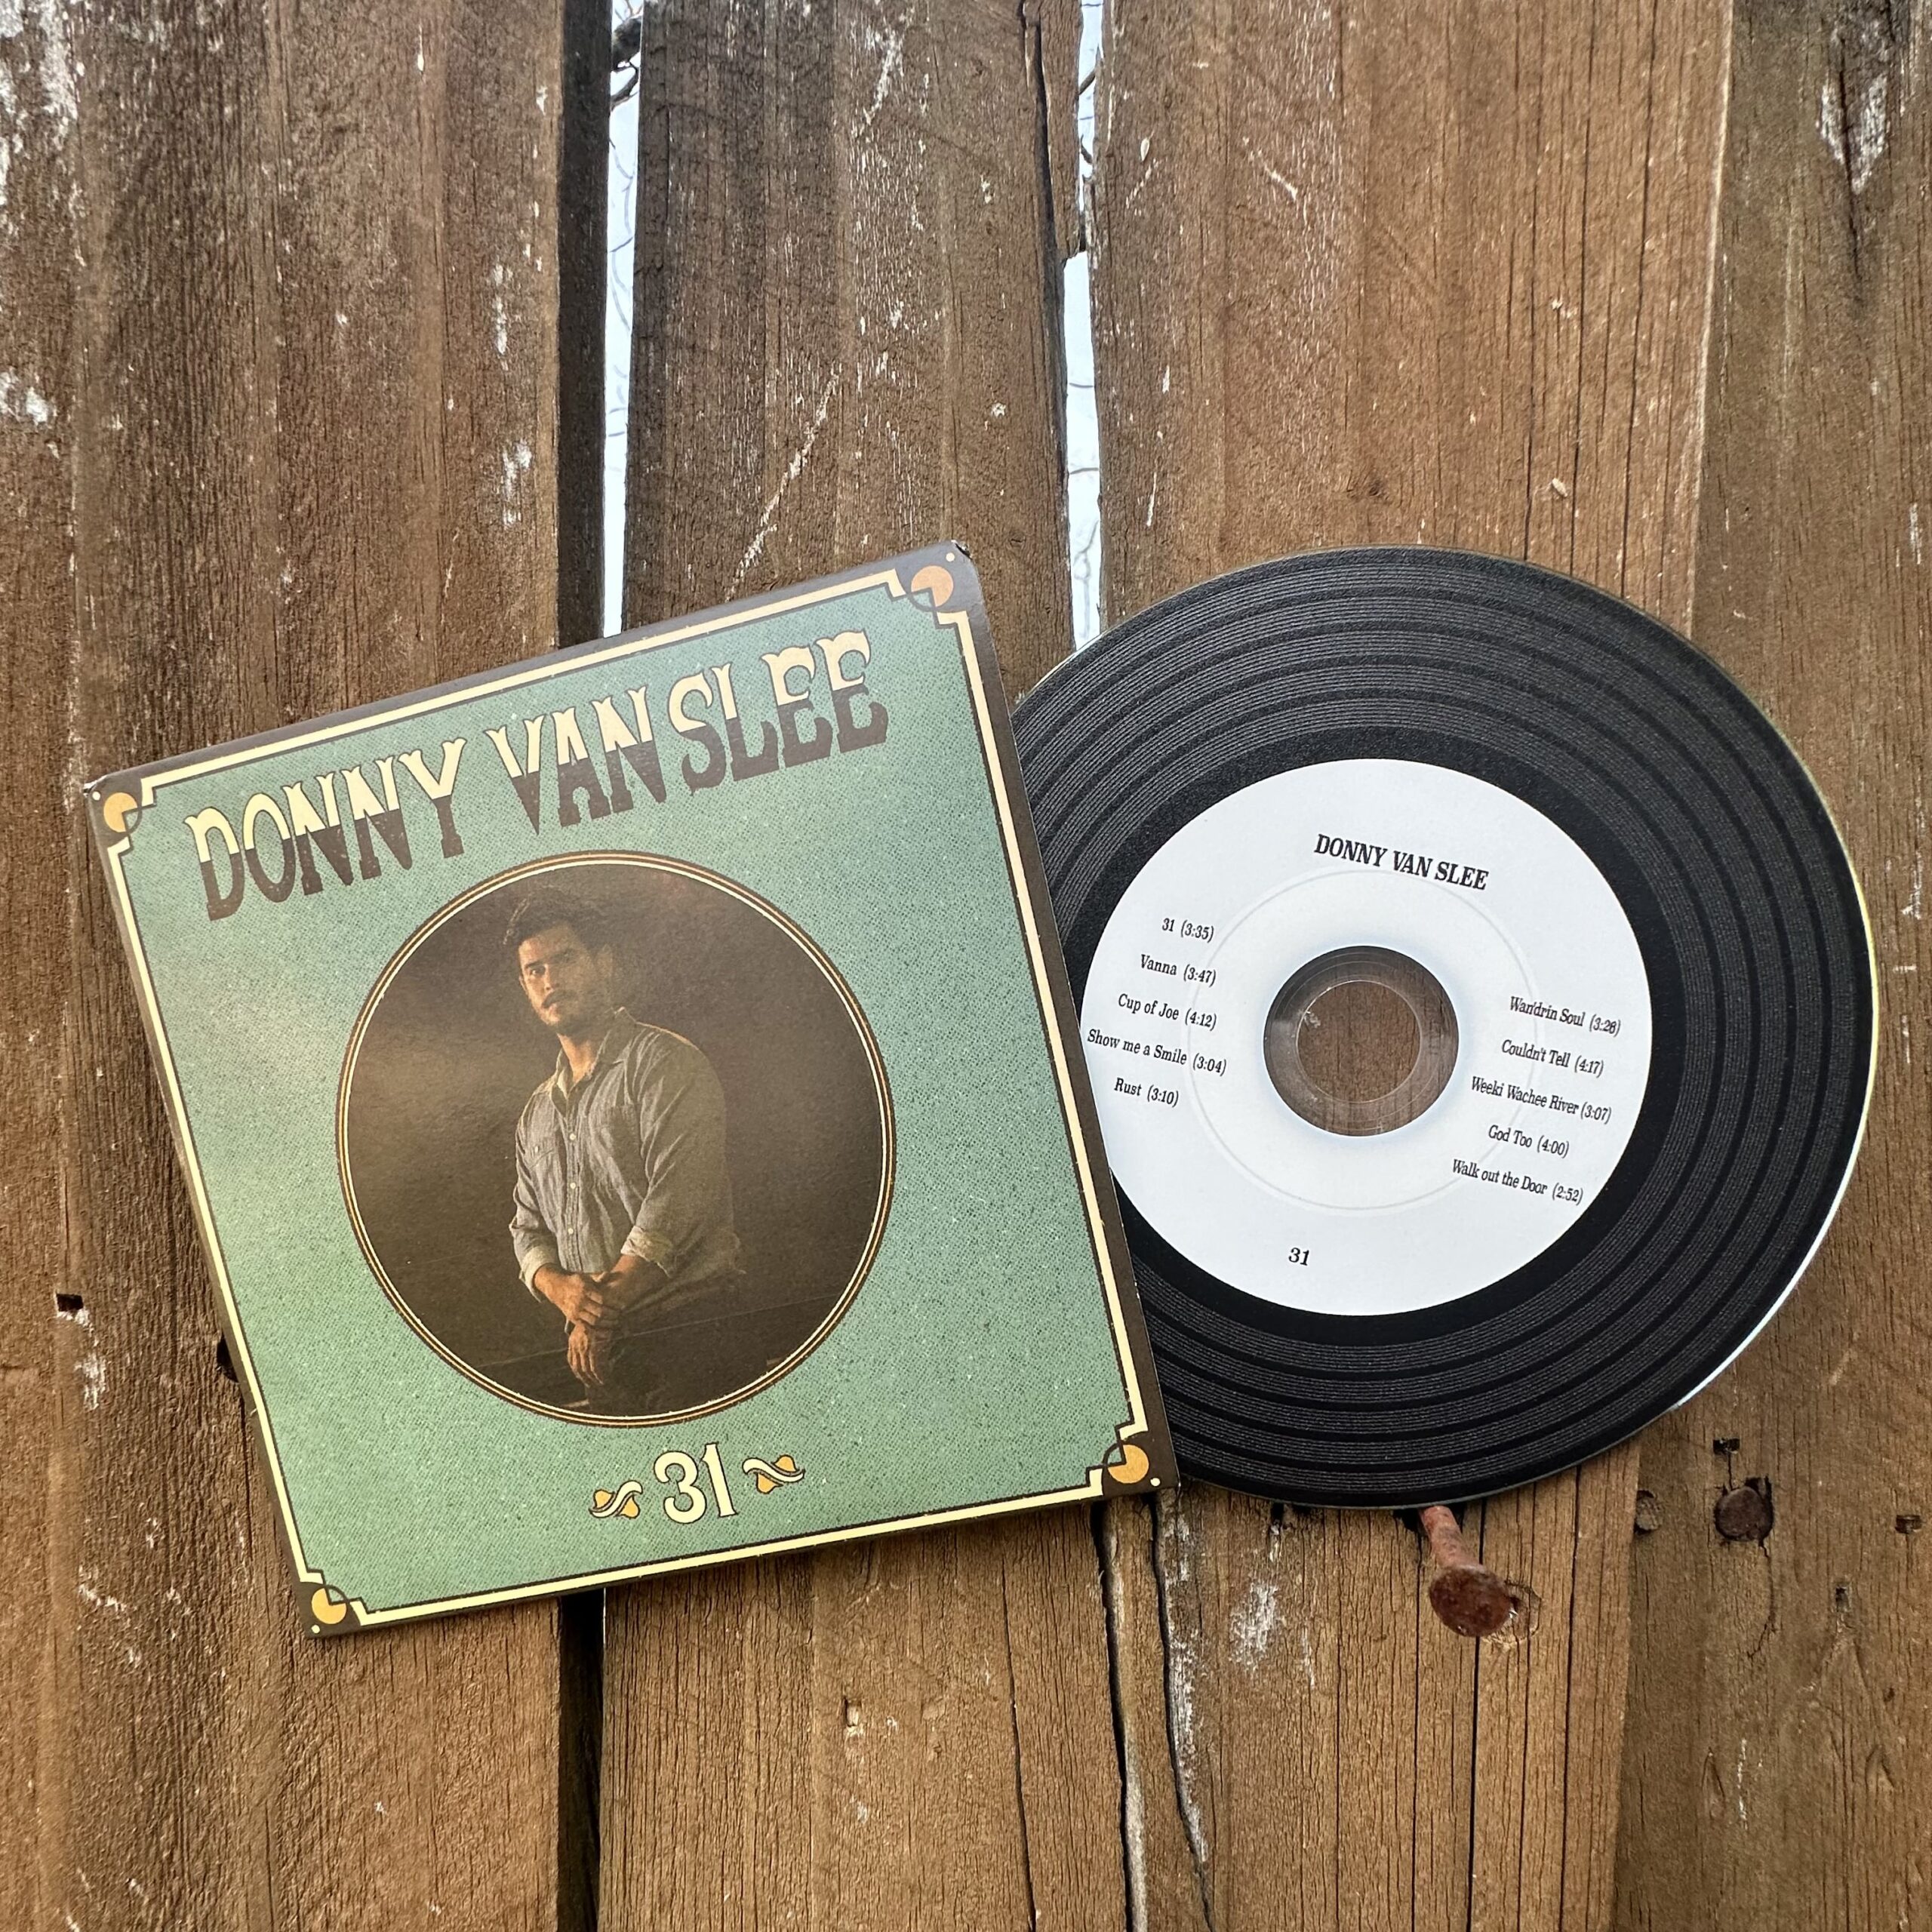 DONNY VAN SLEE
31
DONNY VAN SLEE
31 (3:35)
Vanna (3:47)
Cup of Joe (4:12)
Show me a Smile (3:04)
Rust (3:10)
Wan'drin Soul (3:28)
Couldn't Tell (4:17)
Weeki Wachee River (3:07)
God Too (4:00)
Walk out the Door (2:52)
31